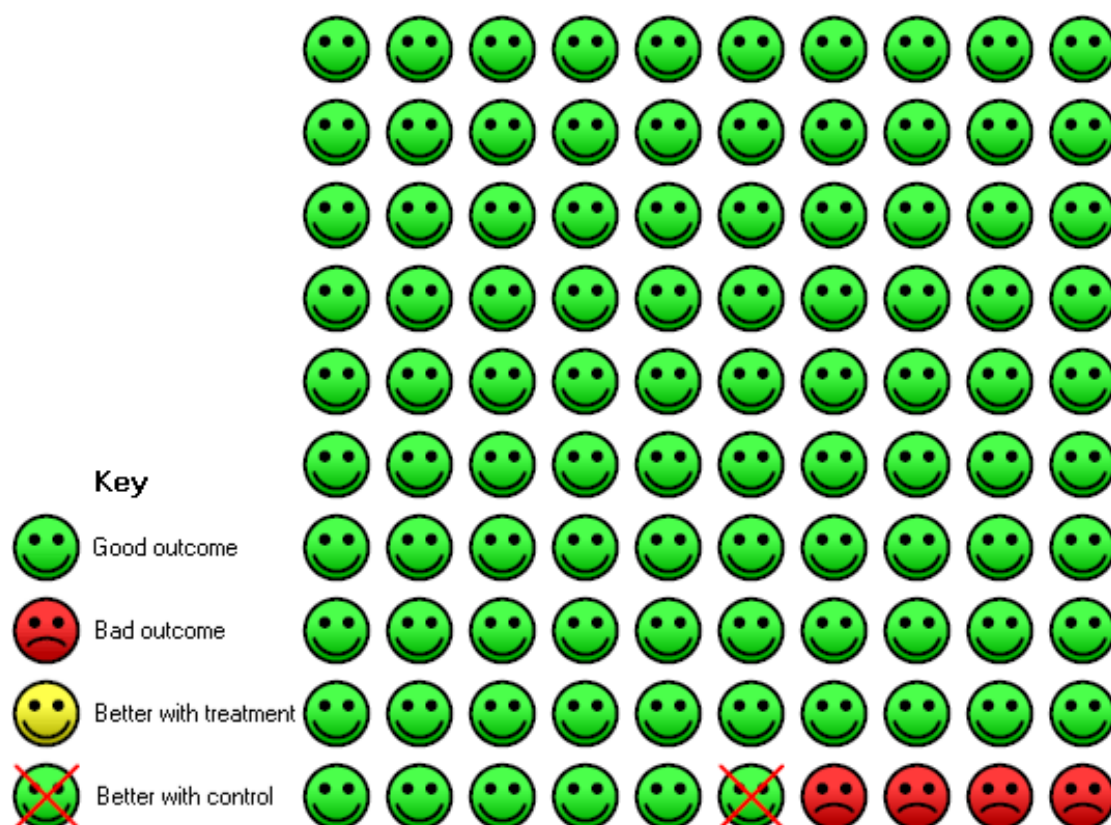 Key
Good outcome
Bad outcome
Better with treatment
Better with control